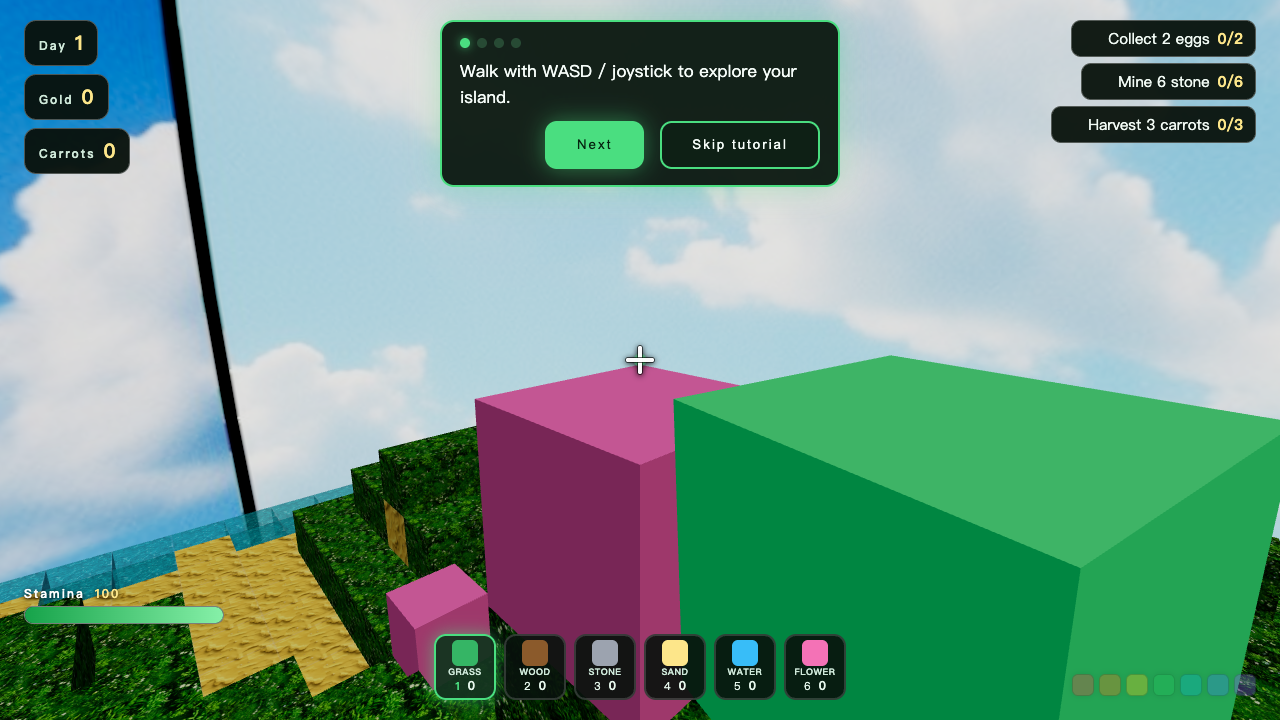 Day 1
Gold 0
Carrots 0
Walk with WASD / joystick to explore your
island.
Next
Skip tutorial
Collect 2 eggs 0/2
Mine 6 stone 0/6
Harvest 3 carrots 0/3
Stamina 100
GRASS
1 0
WOOD
2 0
STONE
3 0
SAND
4 0
WATER
5 0
FLOWER
6 0